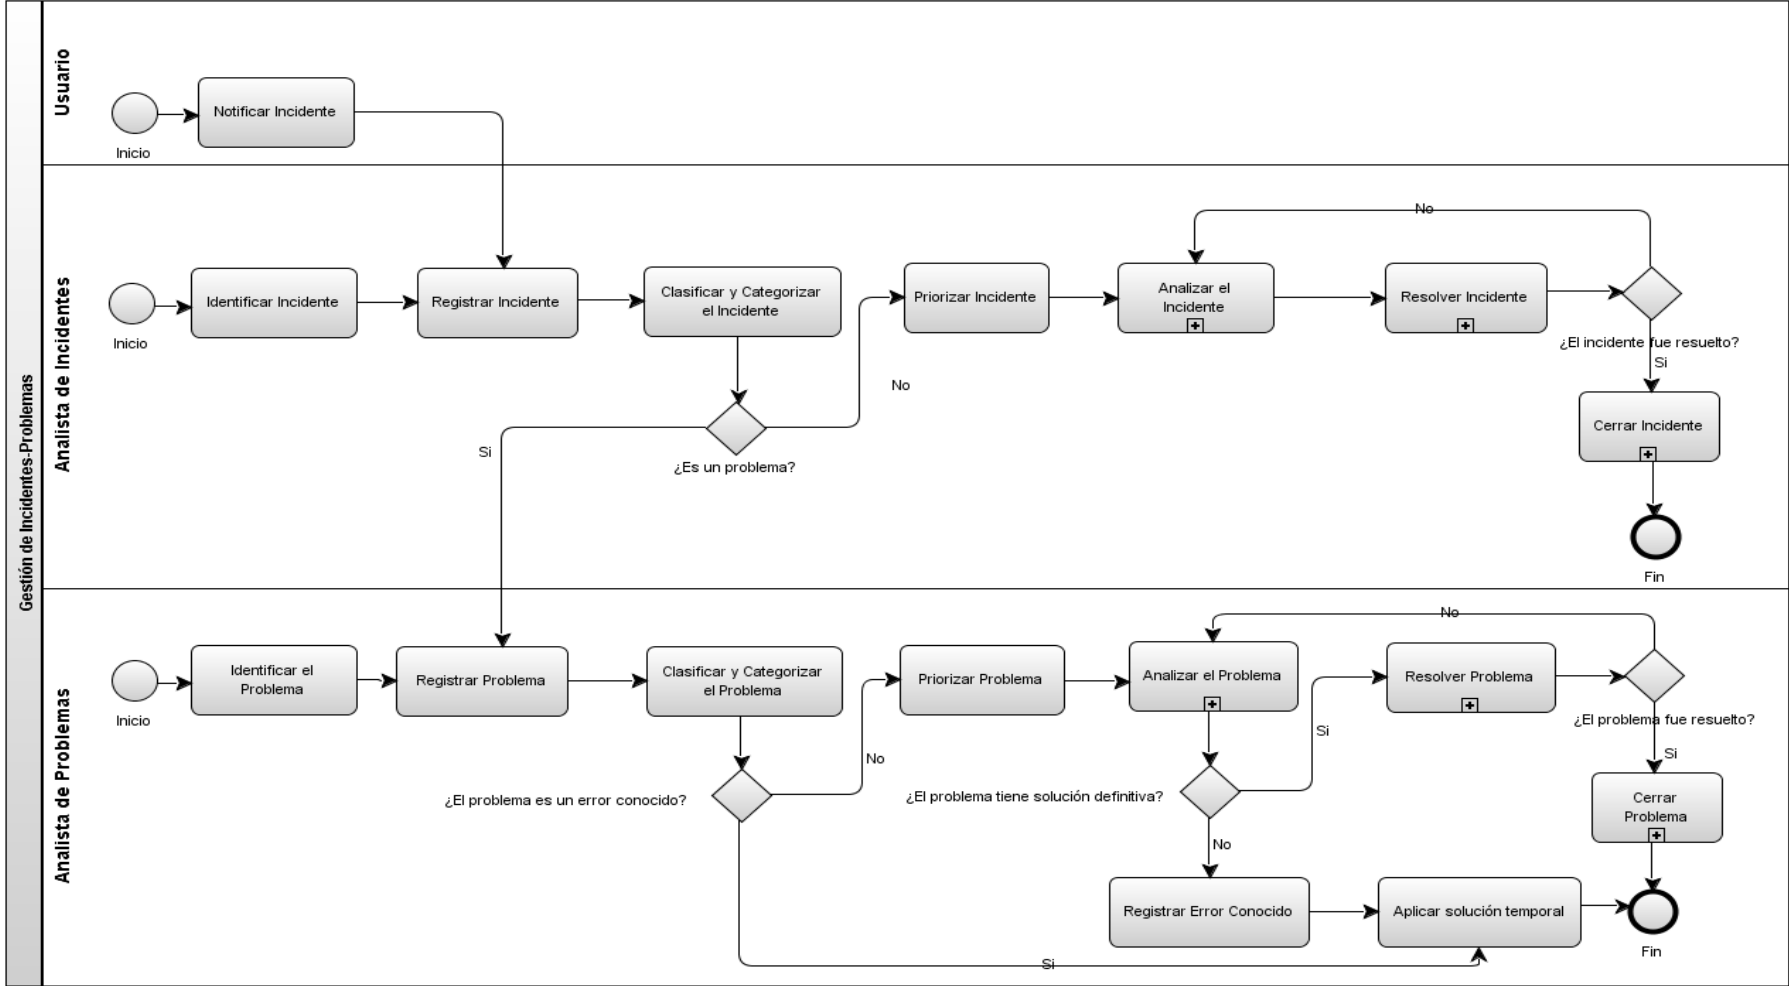 Gestión de Incidentes-Problemas
Usuario
Notificar Incidente
Inicio
Analista de Incidentes
No
Identificar Incidente
Registrar Incidente
Clasificar y Categorizar
el Incidente
Priorizar Incidente
Analizar el
Incidente
Resolver Incidente
Inicio
¿El incidente fue resuelto?
Si
No
Cerrar Incidente
Si
¿Es un problema?
Fin
Analista de Problemas
No
Identificar el
Problema
Registrar Problema
Clasificar y Categorizar
el Problema
Priorizar Problema
Analizar el Problema
Resolver Problema
Inicio
¿El problema fue resuelto?
Si
No
Si
¿El problema es un error conocido?
¿El problema tiene solución definitiva?
Cerrar
Problema
No
Registrar Error Conocido
Aplicar solución temporal
Fin
Si